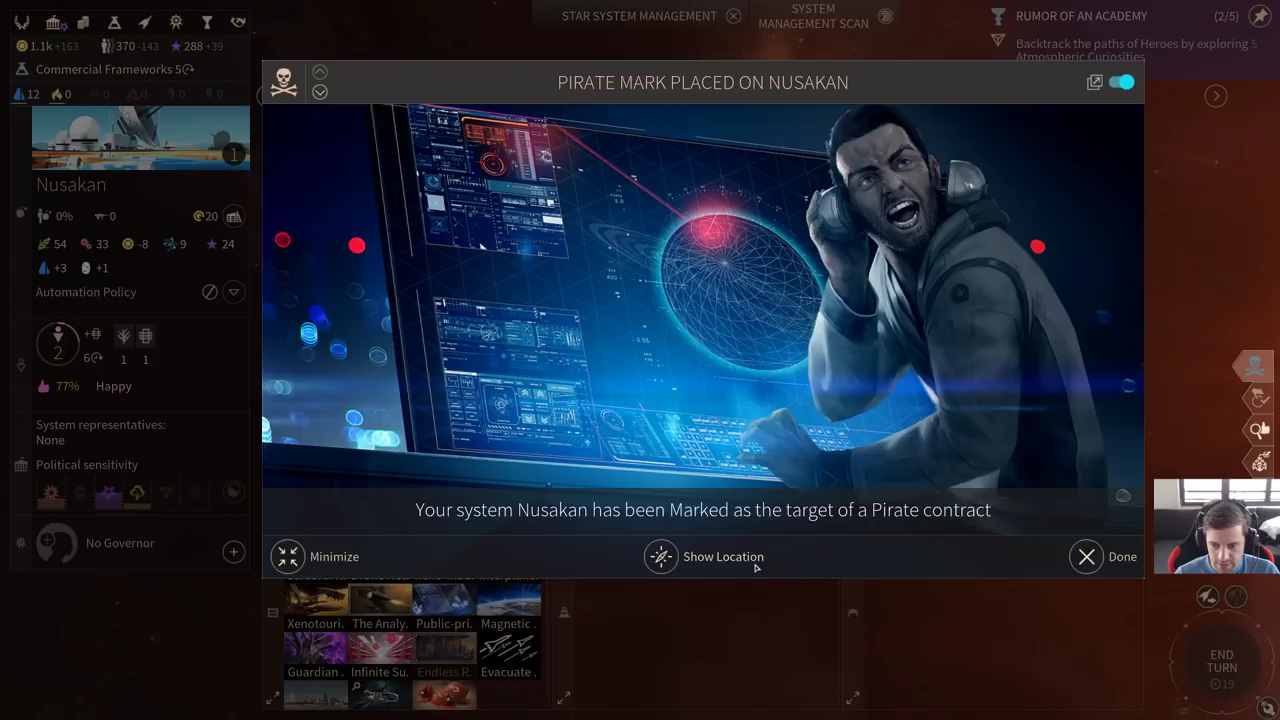 STAR SYSTEM MANAGEMENT
SYSTEM
MANAGEMENT SCAN
RUMOR OF AN ACADEMY
(2/5)
Backtrack the paths of Heroes by exploring 5
Atmospheric Curiosities
1.1k +163
370 -143
288 +39
Commercial Frameworks 5
12
0
0
0
0
0
0
1
Nusakan
0%
0
20
54
33
-8
9
24
+3
+1
Automation Policy
2
+
6
1
1
77% Happy
System representatives:
None
Political sensitivity
No Governor
PIRATE MARK PLACED ON NUSAKAN
Your system Nusakan has been Marked as the target of a Pirate contract
Minimize
Show Location
Done
Xenotouri.
The Analy.
Public-pri.
Magnetic .
Guardian .
Infinite Su.
Endless R.
Evacuate .
END
TURN
19